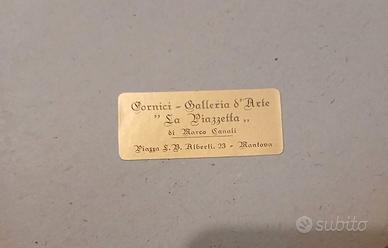 Cornici - Galleria d'Arte
" La Piazzetta "
di Marco Canali
Piazza L. B. Alberti, 23 - Mantova
subito